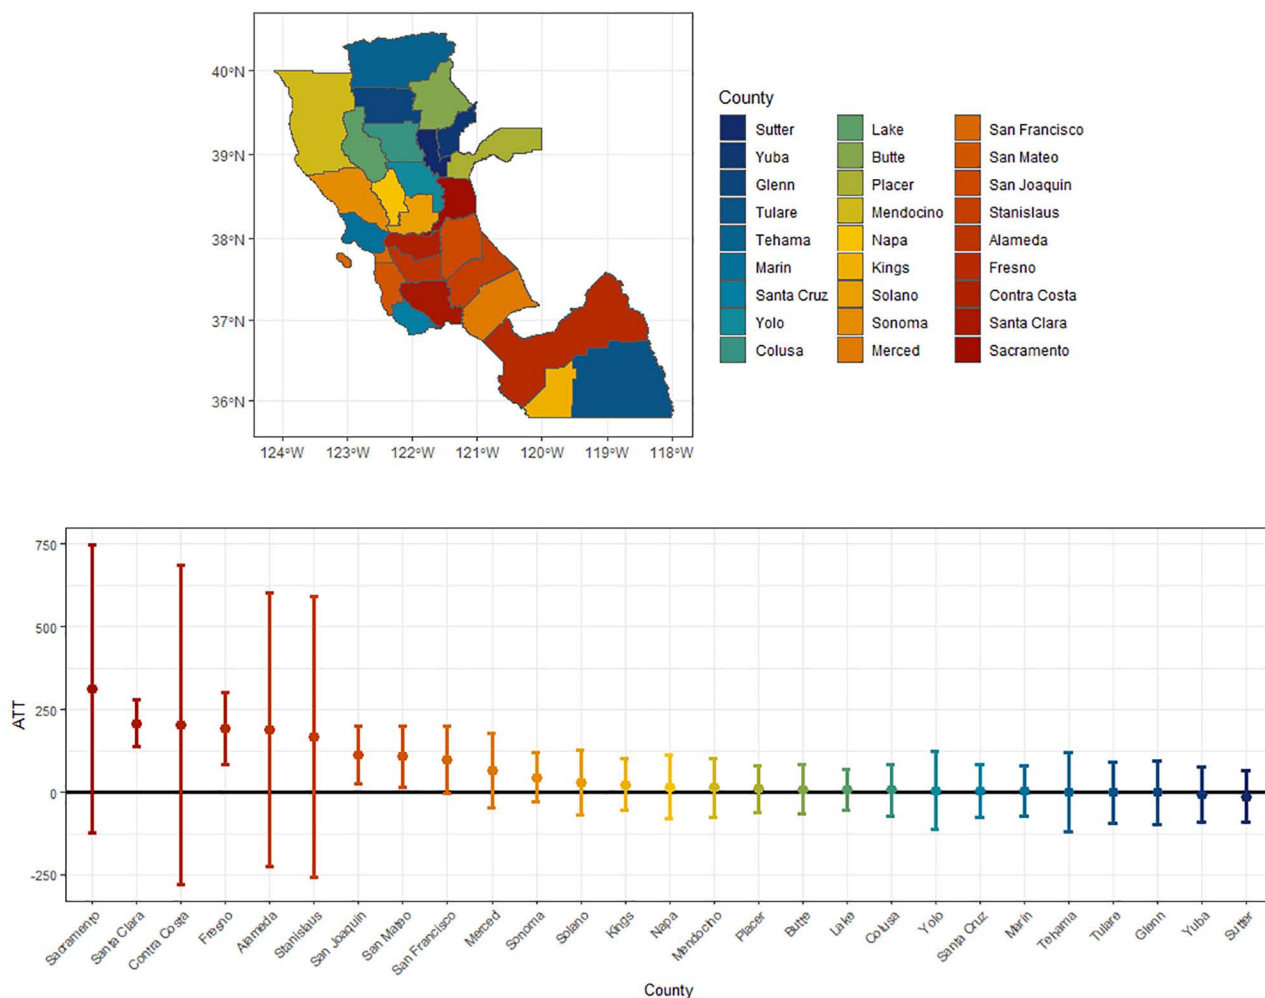 40°N
39°N
38°N
37°N
36°N
124°W 123°W 122°W 121°W 120°W 119°W 118°W
County
Sutter Lake San Francisco
Yuba Butte San Mateo
Glenn Placer San Joaquin
Tulare Mendocino Stanislaus
Tehama Napa Alameda
Marin Kings Fresno
Santa Cruz Solano Contra Costa
Yolo Sonoma Santa Clara
Colusa Merced Sacramento
750
500
250
0
-250
ATT
Sacramento Santa Clara Contra Costa Fresno Alameda Stanislaus San Joaquin San Mateo San Francisco Merced Sonoma Solano Kings Napa Mendocino Placer Butte Lake Colusa Yolo Santa Cruz Marin Tehama Tulare Glenn Yuba Sutter
County